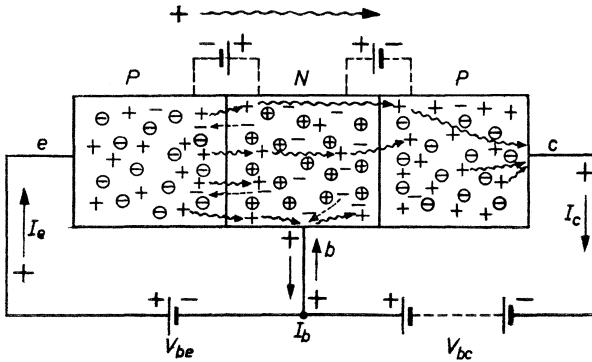 P N P
e c
I_e I_c
b
I_b
V_be V_bc